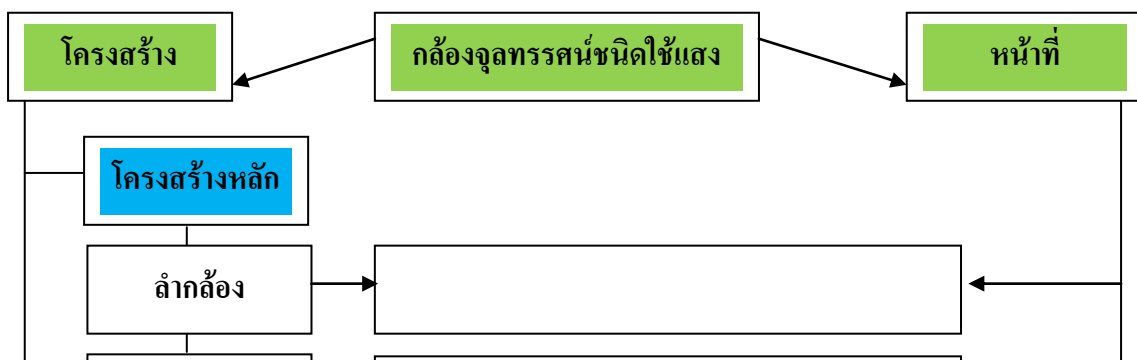 โครงสร้าง
กล้องจุลทรรศน์ชนิดใช้แสง
หน้าที่
โครงสร้างหลัก
ลำกล้อง